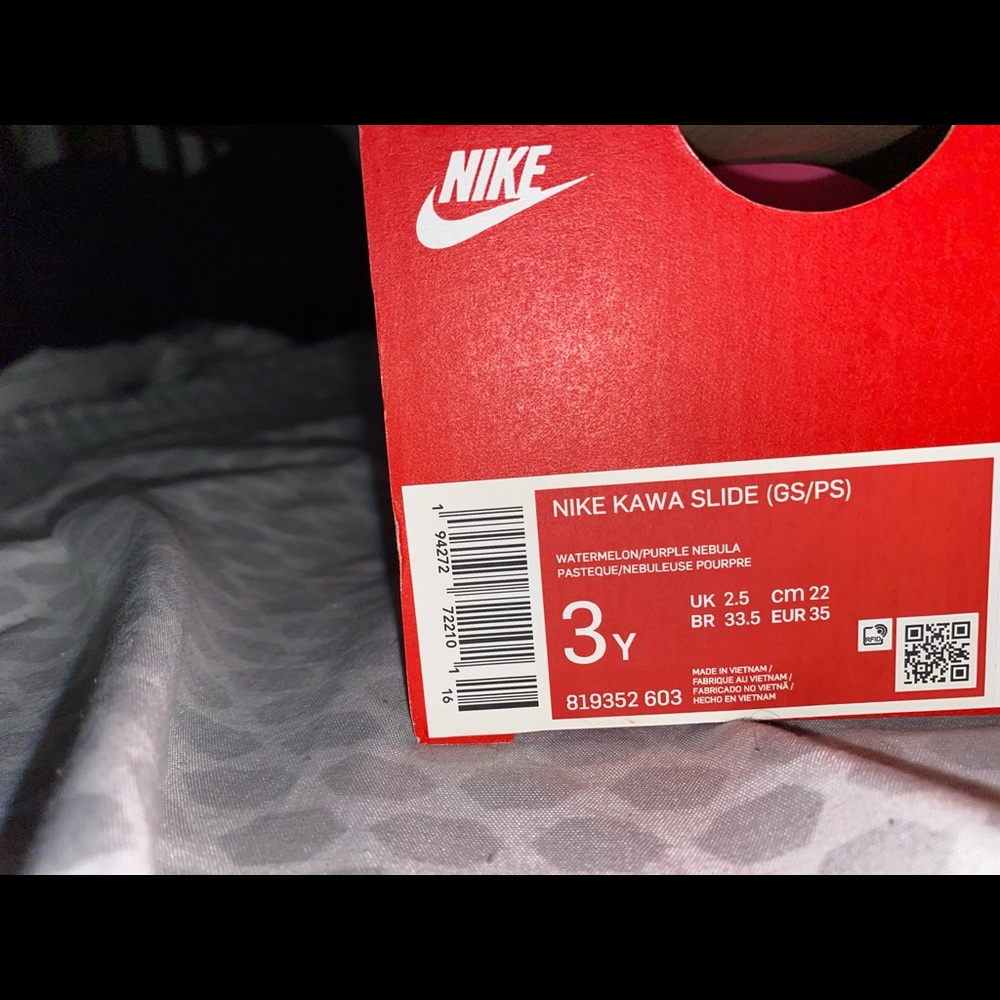 NIKE
NIKE KAWA SLIDE (GS/PS)
WATERMELON/PURPLE NEBULA
PASTEQUE/NEBULEUSE POURPRE
3Y
UK 2.5 cm 22
BR 33.5 EUR 35
819352 603
MADE IN VIETNAM /
FABRIQUE AU VIETNAM /
FABRICADO NO VIETNÃ /
HECHO EN VIETNAM
RFID
1 94272 72210 1 16